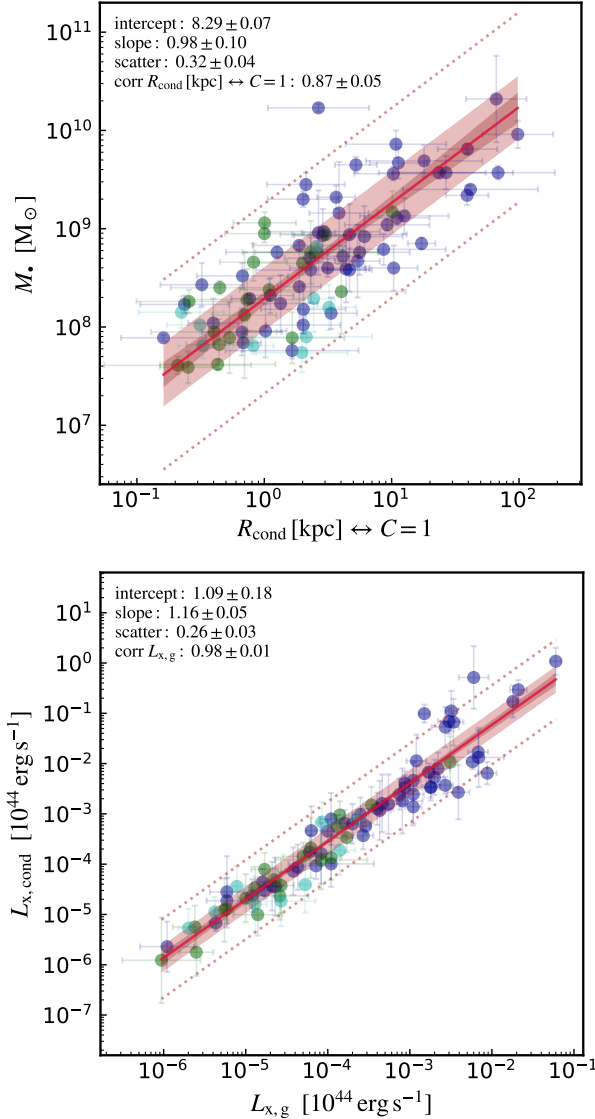 intercept : 8.29 ± 0.07
slope : 0.98 ± 0.10
scatter : 0.32 ± 0.04
corr R_cond [kpc] ↔ C = 1 : 0.87 ± 0.05
10^11
10^10
10^9
10^8
10^7
M• [M⊙]
10^−1 10^0 10^1 10^2
R_cond [kpc] ↔ C = 1
intercept : 1.09 ± 0.18
slope : 1.16 ± 0.05
scatter : 0.26 ± 0.03
corr L_x,g : 0.98 ± 0.01
10^1
10^0
10^−1
10^−2
10^−3
10^−4
10^−5
10^−6
10^−7
L_x,cond [10^44 erg s^−1]
10^−6 10^−5 10^−4 10^−3 10^−2 10^−1
L_x,g [10^44 erg s^−1]